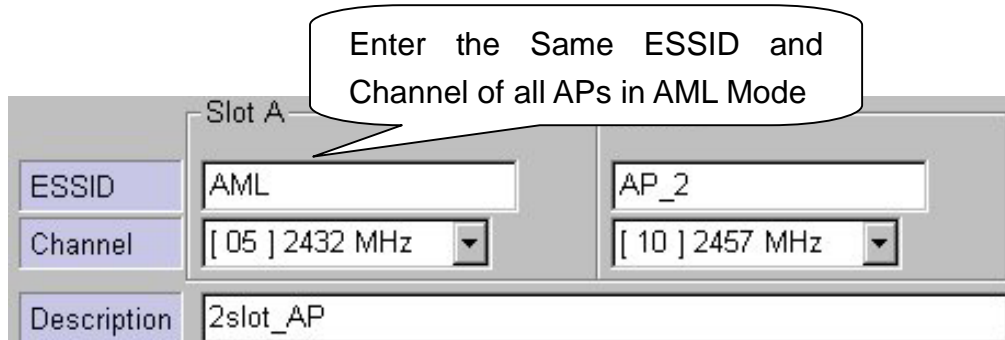 Enter the Same ESSID and
Channel of all APs in AML Mode
Slot A
ESSID AML AP_2
Channel [ 05 ] 2432 MHz [ 10 ] 2457 MHz
Description 2slot_AP